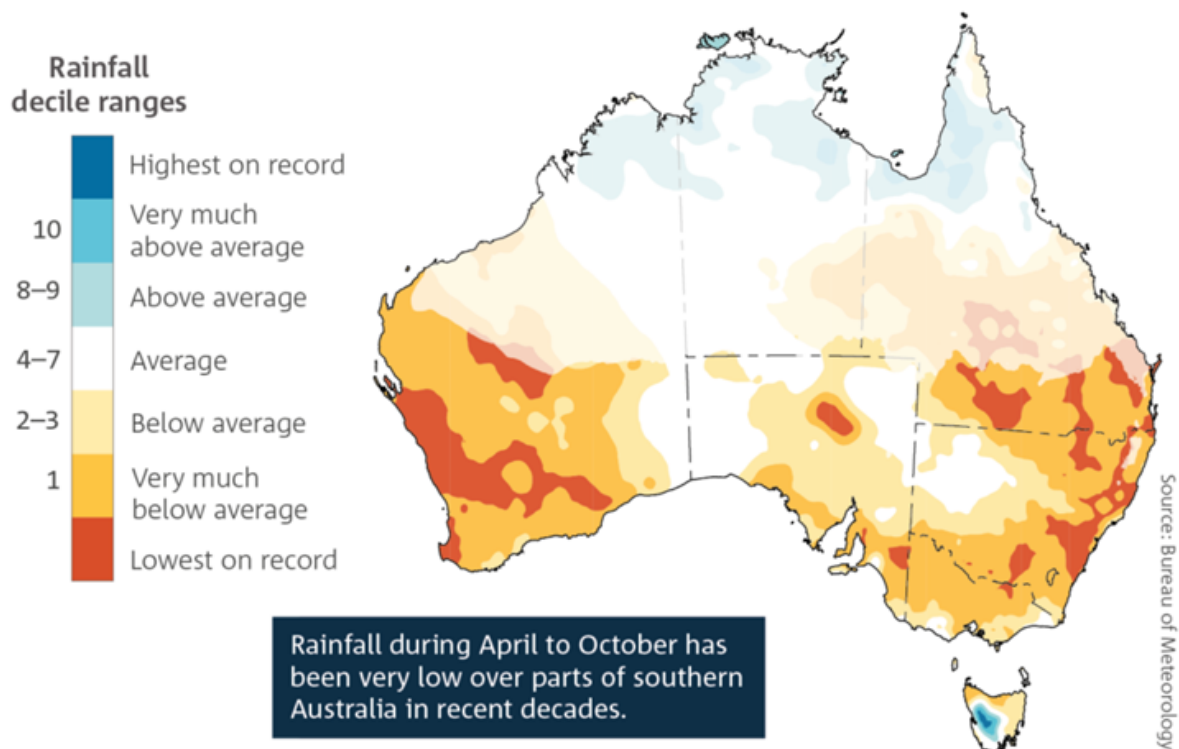 Rainfall
decile ranges
Highest on record
10
Very much
above average
8–9
Above average
4–7
Average
2–3
Below average
1
Very much
below average
Lowest on record
Rainfall during April to October has
been very low over parts of southern
Australia in recent decades.
Source: Bureau of Meteorology